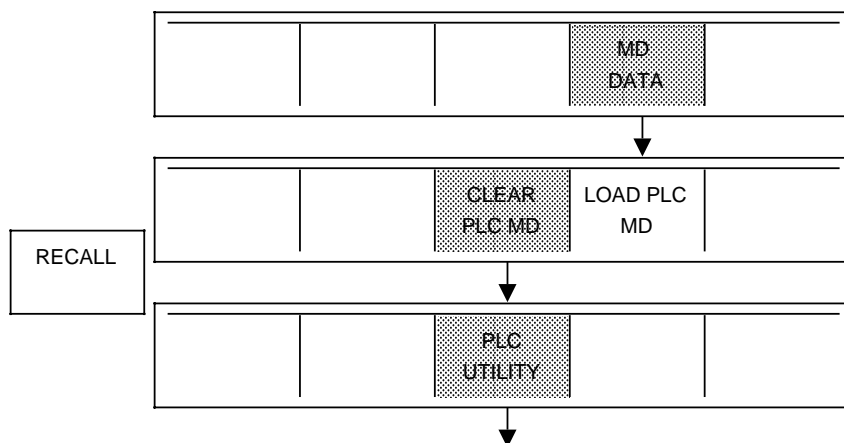 MD
DATA
CLEAR
PLC MD
LOAD PLC
MD
RECALL
PLC
UTILITY